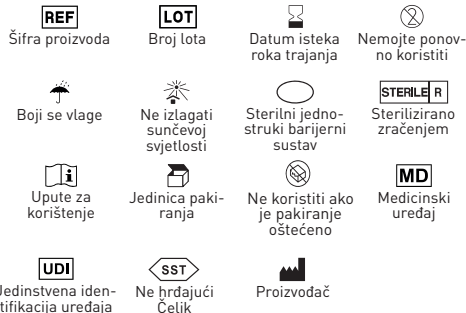 REF
Šifra proizvoda
LOT
Broj lota
Datum isteka
roka trajanja
2
Nemojte ponov-
no koristiti
Boji se vlage
Ne izlagati
sunčevoj
svjetlosti
Sterilni jedno-
struki barijerni
sustav
STERILE R
Sterilizirano
zračenjem
i
Upute za
korištenje
Jedinica paki-
ranja
Ne koristiti ako
je pakiranje
oštećeno
MD
Medicinski
uređaj
UDI
Jedinstvena iden-
tifikacija uređaja
SST
Ne hrđajući
Čelik
Proizvođač